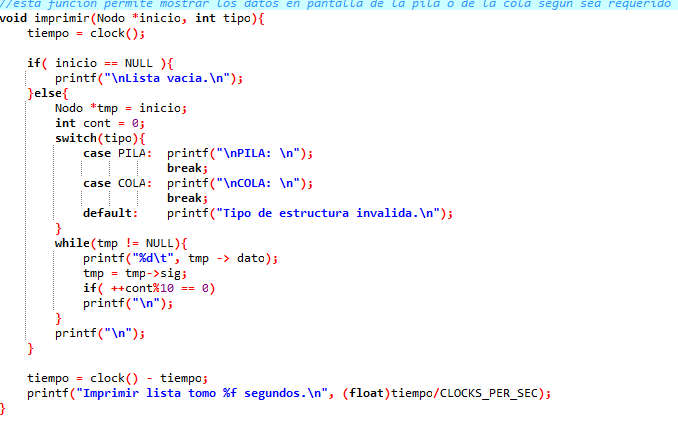 //esta funcion permite mostrar los datos en pantalla de la pila o de la cola segun sea requerido
void imprimir(Nodo *inicio, int tipo){
    tiempo = clock();

    if( inicio == NULL ){
        printf("\nLista vacia.\n");
    }else{
        Nodo *tmp = inicio;
        int cont = 0;
        switch(tipo){
            case PILA:  printf("\nPILA: \n");
                        break;
            case COLA:  printf("\nCOLA: \n");
                        break;
            default:    printf("Tipo de estructura invalida.\n");
        }
        while(tmp != NULL){
            printf("%d\t", tmp -> dato);
            tmp = tmp->sig;
            if( ++cont%10 == 0)
            printf("\n");
        }
        printf("\n");
    }

    tiempo = clock() - tiempo;
    printf("Imprimir lista tomo %f segundos.\n", (float)tiempo/CLOCKS_PER_SEC);
}